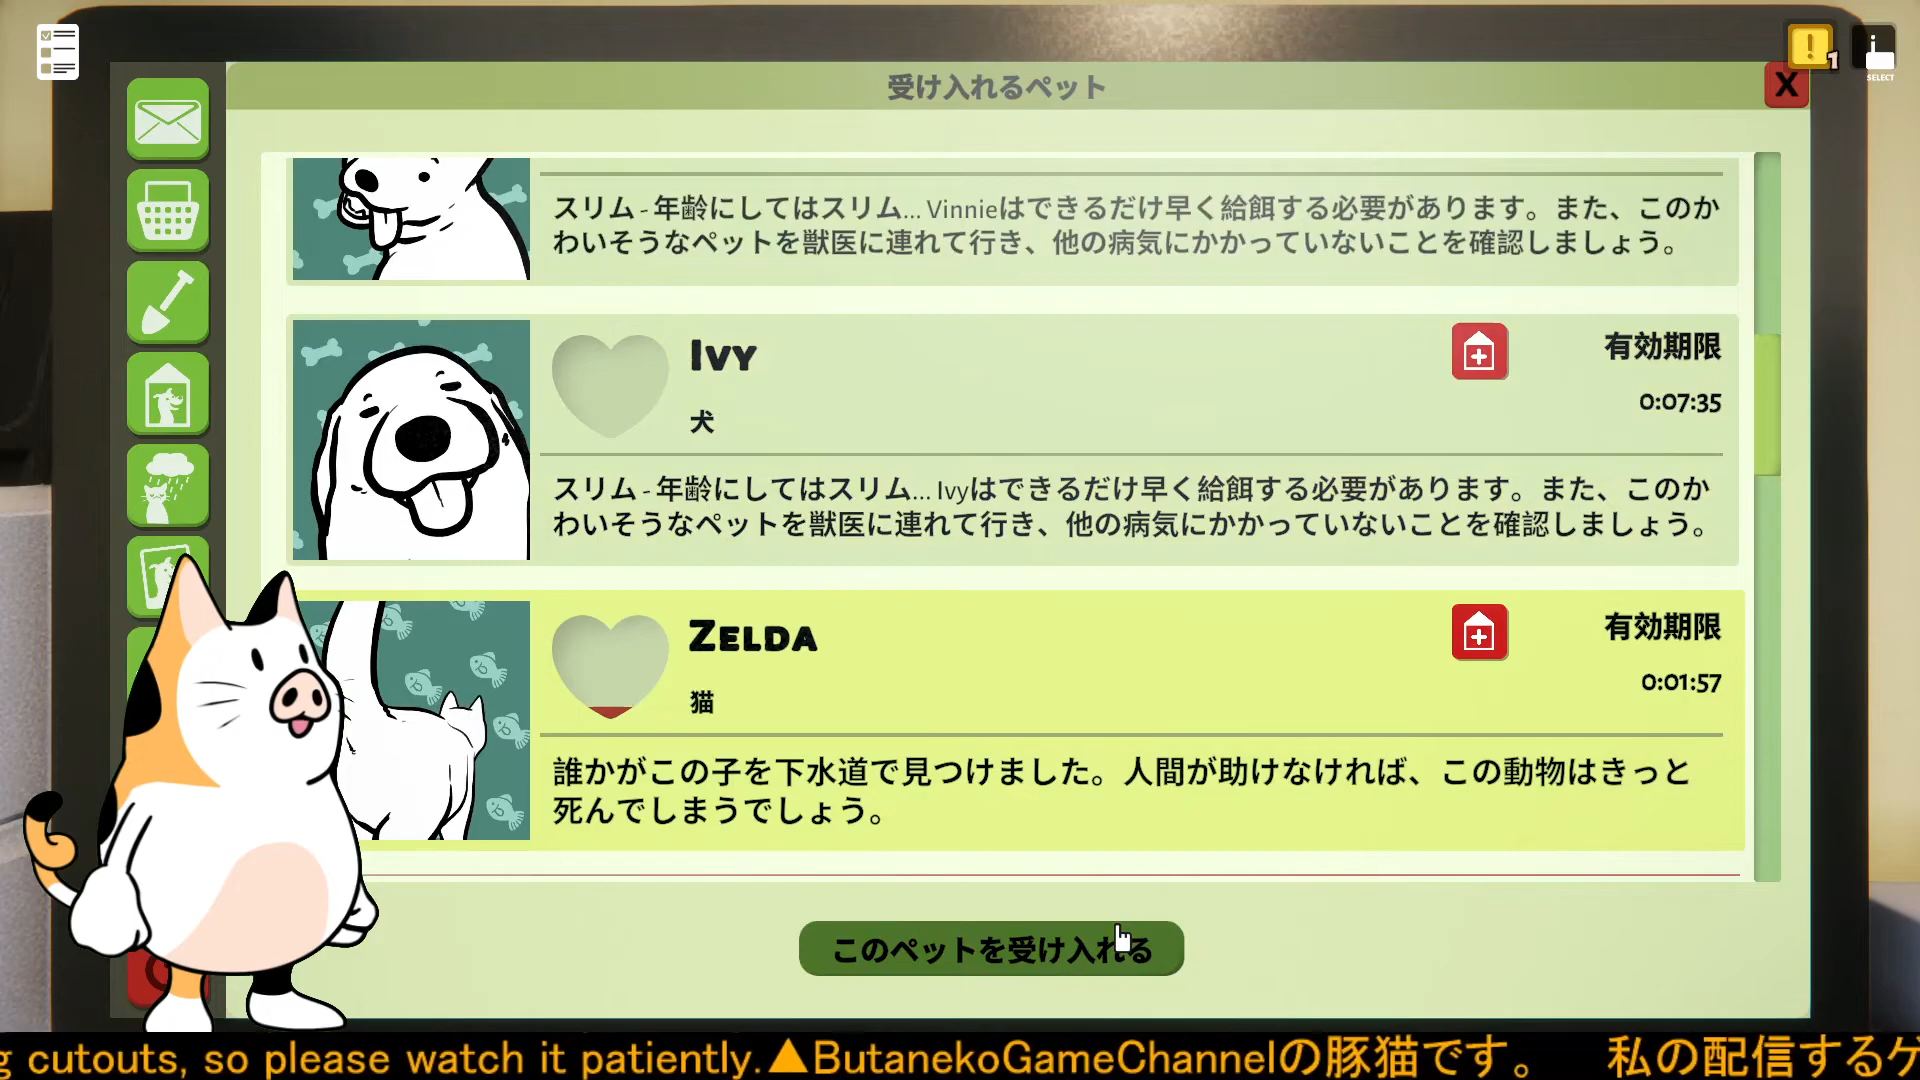 受け入れるペット
X
1
SELECT
スリム - 年齢にしてはスリム... Vinnieはできるだけ早く給餌する必要があります。また、このか
わいそうなペットを獣医に連れて行き、他の病気にかかっていないことを確認しましょう。
Ivy
犬
有効期限
0:07:35
スリム - 年齢にしてはスリム... Ivyはできるだけ早く給餌する必要があります。また、このか
わいそうなペットを獣医に連れて行き、他の病気にかかっていないことを確認しましょう。
Zelda
猫
有効期限
0:01:57
誰かがこの子を下水道で見つけました。人間が助けなければ、この動物はきっと
死んでしまうでしょう。
このペットを受け入れる
g cutouts, so please watch it patiently.▲ButanekoGameChannelの豚猫です。 私の配信するゲ